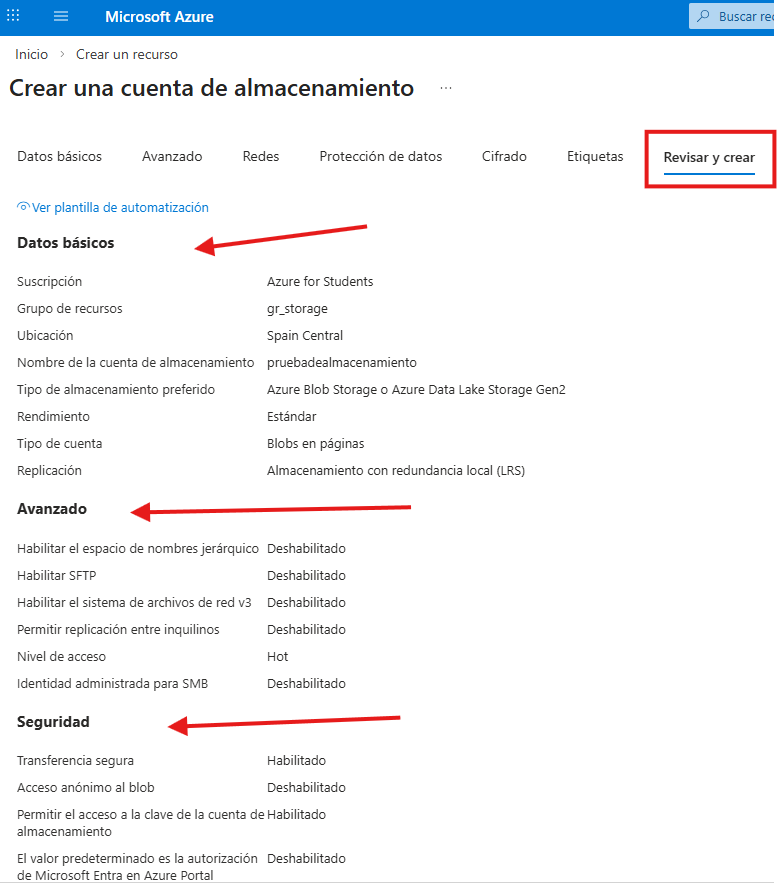 Microsoft Azure
Buscar rec
Inicio > Crear un recurso
Crear una cuenta de almacenamiento ...
Datos básicos Avanzado Redes Protección de datos Cifrado Etiquetas Revisar y crear
Ver plantilla de automatización
Datos básicos
Suscripción Azure for Students
Grupo de recursos gr_storage
Ubicación Spain Central
Nombre de la cuenta de almacenamiento pruebadealmacenamiento
Tipo de almacenamiento preferido Azure Blob Storage o Azure Data Lake Storage Gen2
Rendimiento Estándar
Tipo de cuenta Blobs en páginas
Replicación Almacenamiento con redundancia local (LRS)
Avanzado
Habilitar el espacio de nombres jerárquico Deshabilitado
Habilitar SFTP Deshabilitado
Habilitar el sistema de archivos de red v3 Deshabilitado
Permitir replicación entre inquilinos Deshabilitado
Nivel de acceso Hot
Identidad administrada para SMB Deshabilitado
Seguridad
Transferencia segura Habilitado
Acceso anónimo al blob Deshabilitado
Permitir el acceso a la clave de la cuenta de Habilitado
almacenamiento
El valor predeterminado es la autorización Deshabilitado
de Microsoft Entra en Azure Portal